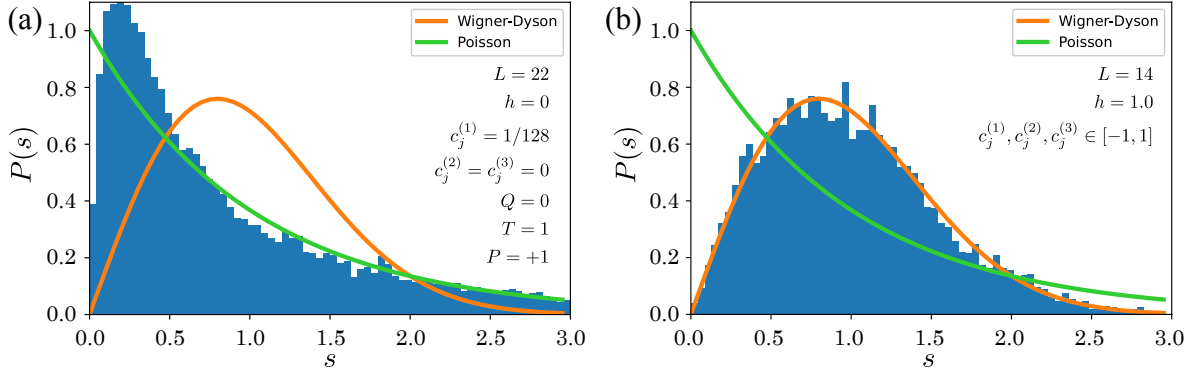 (a)
Wigner-Dyson
Poisson
L = 22
h = 0
c_j^{(1)} = 1/128
c_j^{(2)} = c_j^{(3)} = 0
Q = 0
T = 1
P = +1
P(s)
1.0
0.8
0.6
0.4
0.2
0.0
0.0 0.5 1.0 1.5 2.0 2.5 3.0
s
(b)
Wigner-Dyson
Poisson
L = 14
h = 1.0
c_j^{(1)}, c_j^{(2)}, c_j^{(3)} ∈ [−1, 1]
P(s)
1.0
0.8
0.6
0.4
0.2
0.0
0.0 0.5 1.0 1.5 2.0 2.5 3.0
s